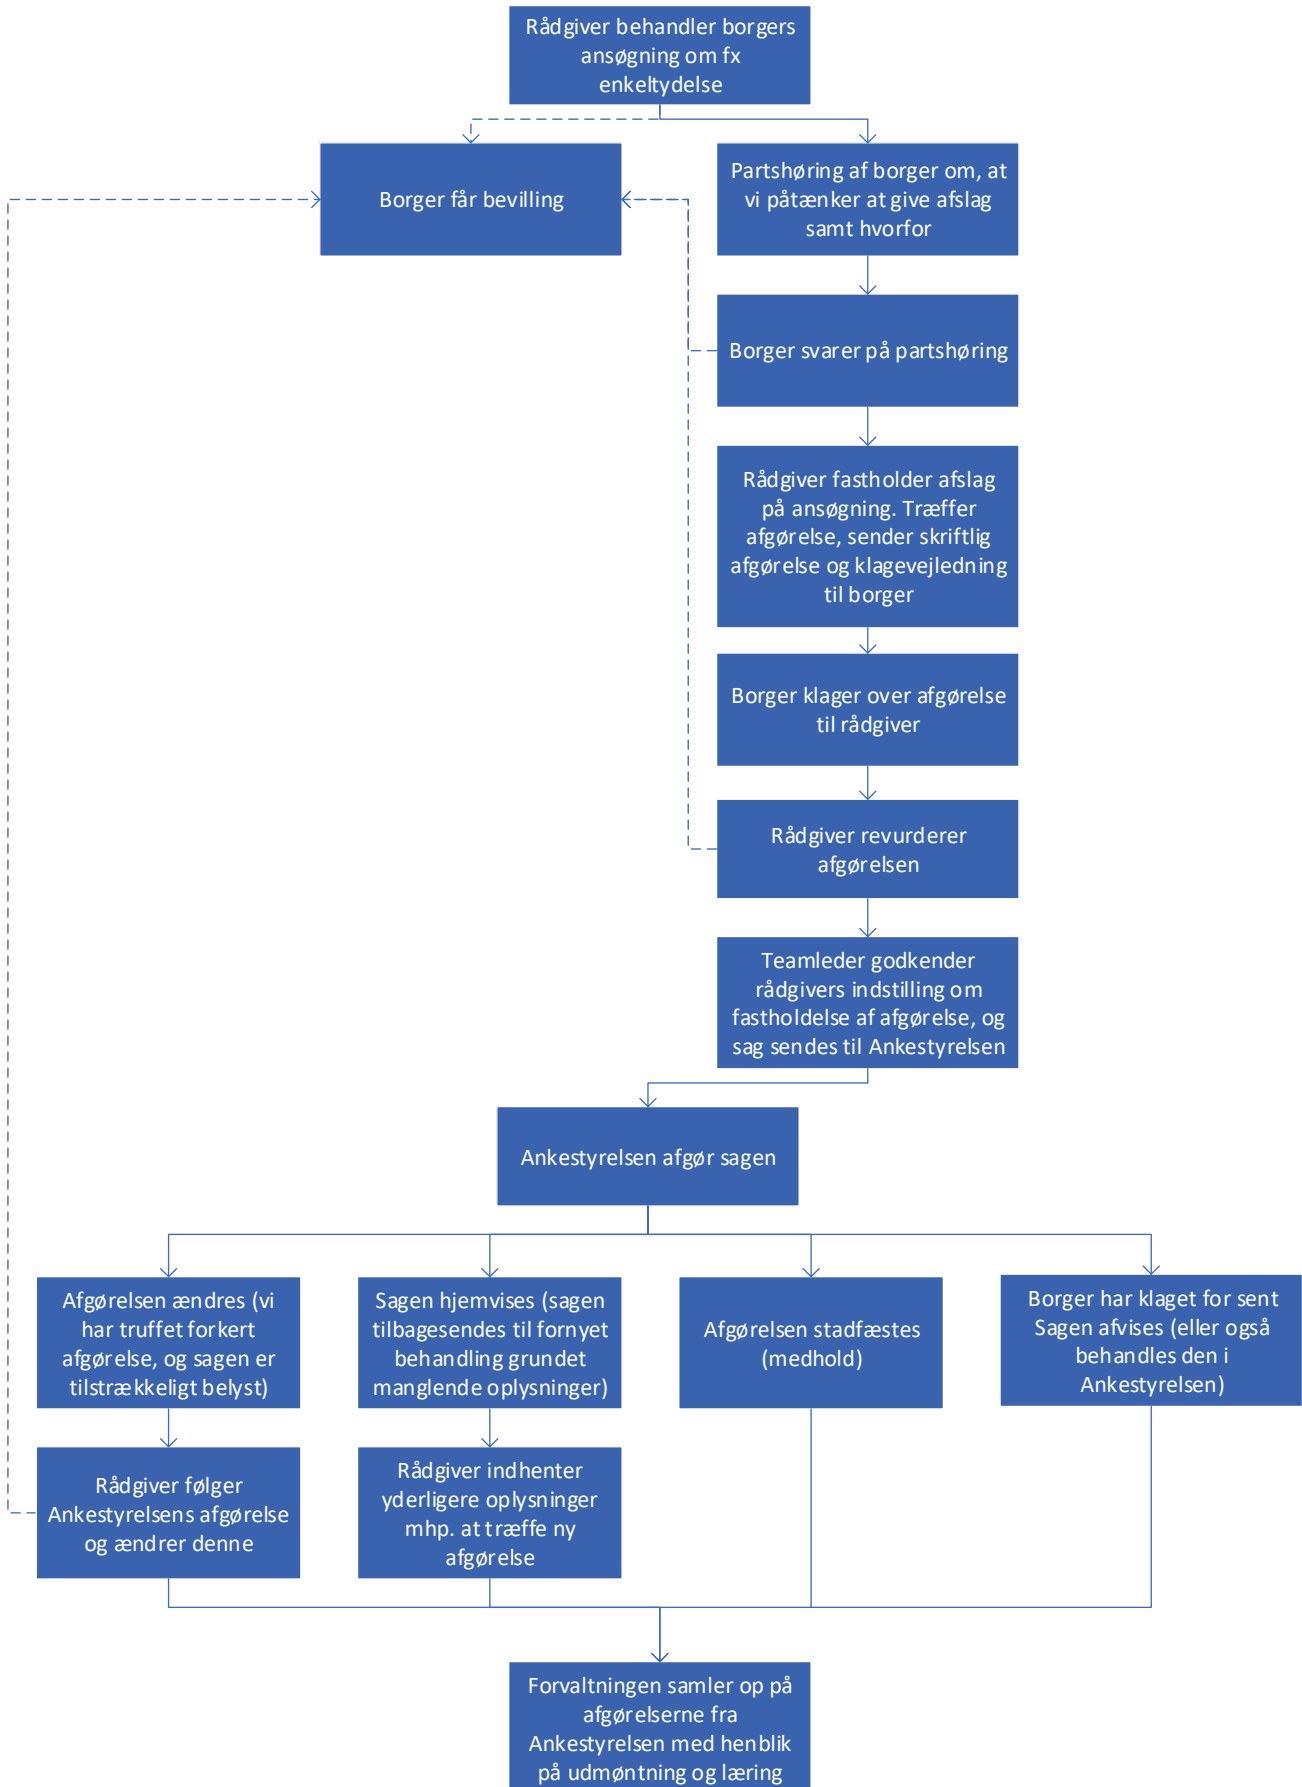 Rådgiver behandler borgers
ansøgning om fx
enkeltydelse
Borger får bevilling
Partshøring af borger om, at
vi påtænker at give afslag
samt hvorfor
Borger svarer på partshøring
Rådgiver fastholder afslag
på ansøgning. Træffer
afgørelse, sender skriftlig
afgørelse og klagevejledning
til borger
Borger klager over afgørelse
til rådgiver
Rådgiver revurderer
afgørelsen
Teamleder godkender
rådgivers indstilling om
fastholdelse af afgørelse, og
sag sendes til Ankestyrelsen
Ankestyrelsen afgør sagen
Afgørelsen ændres (vi
har truffet forkert
afgørelse, og sagen er
tilstrækkeligt belyst)
Sagen hjemvises (sagen
tilbagesendes til fornyet
behandling grundet
manglende oplysninger)
Afgørelsen stadfæstes
(medhold)
Borger har klaget for sent
Sagen afvises (eller også
behandles den i
Ankestyrelsen)
Rådgiver følger
Ankestyrelsens afgørelse
og ændrer denne
Rådgiver indhenter
yderligere oplysninger
mhp. at træffe ny
afgørelse
Forvaltningen samler op på
afgørelserne fra
Ankestyrelsen med henblik
på udmøntning og læring